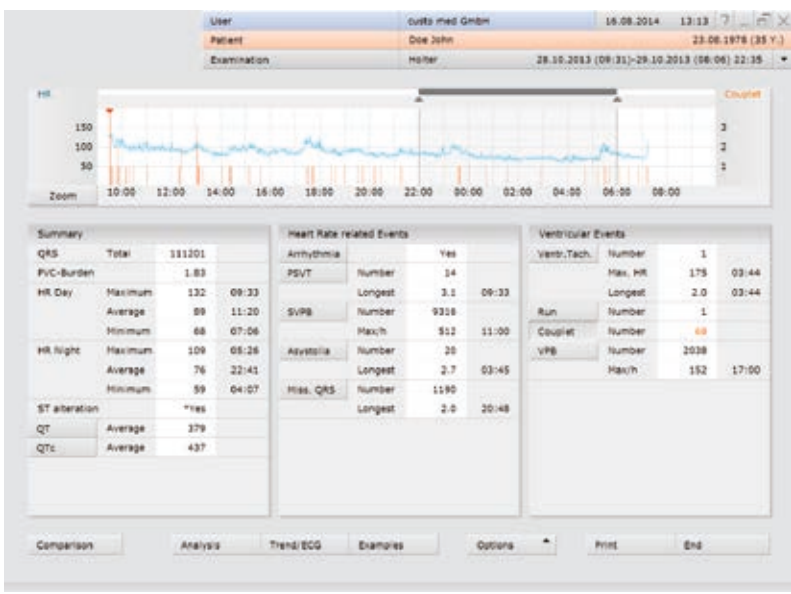 User custo med GmbH 16.08.2014 13:13 ? _ X
Patient Doe John 23.08.1978 (35 Y.)
Examination Holter 28.10.2013 (09:31)-29.10.2013 (08:06) 22:35
HR Couplet
150 3
100 2
50 1
Zoom 10:00 12:00 14:00 16:00 18:00 20:00 22:00 00:00 02:00 04:00 06:00 08:00
Summary Heart Rate related Events Ventricular Events
QRS Total 111201 Arrhythmia Yes Ventr.Tach. Number 1
PVC-Burden 1.83 PSVT Number 14 Max. HR 175 03:44
HR Day Maximum 132 09:33 Longest 3.1 09:33 Longest 2.0 03:44
Average 89 11:20 SVPB Number 9316 Run Number 1
Minimum 68 07:06 Max/h 512 11:00 Couplet Number 68
HR Night Maximum 109 05:26 Asystolia Number 20 VPB Number 2038
Average 76 22:41 Longest 2.7 03:45 Max/h 152 17:00
Minimum 59 04:07 Miss. QRS Number 1190
ST alteration *Yes Longest 2.0 20:48
QT Average 379
QTc Average 437
Comparison Analysis Trend/ECG Examples Options Print End